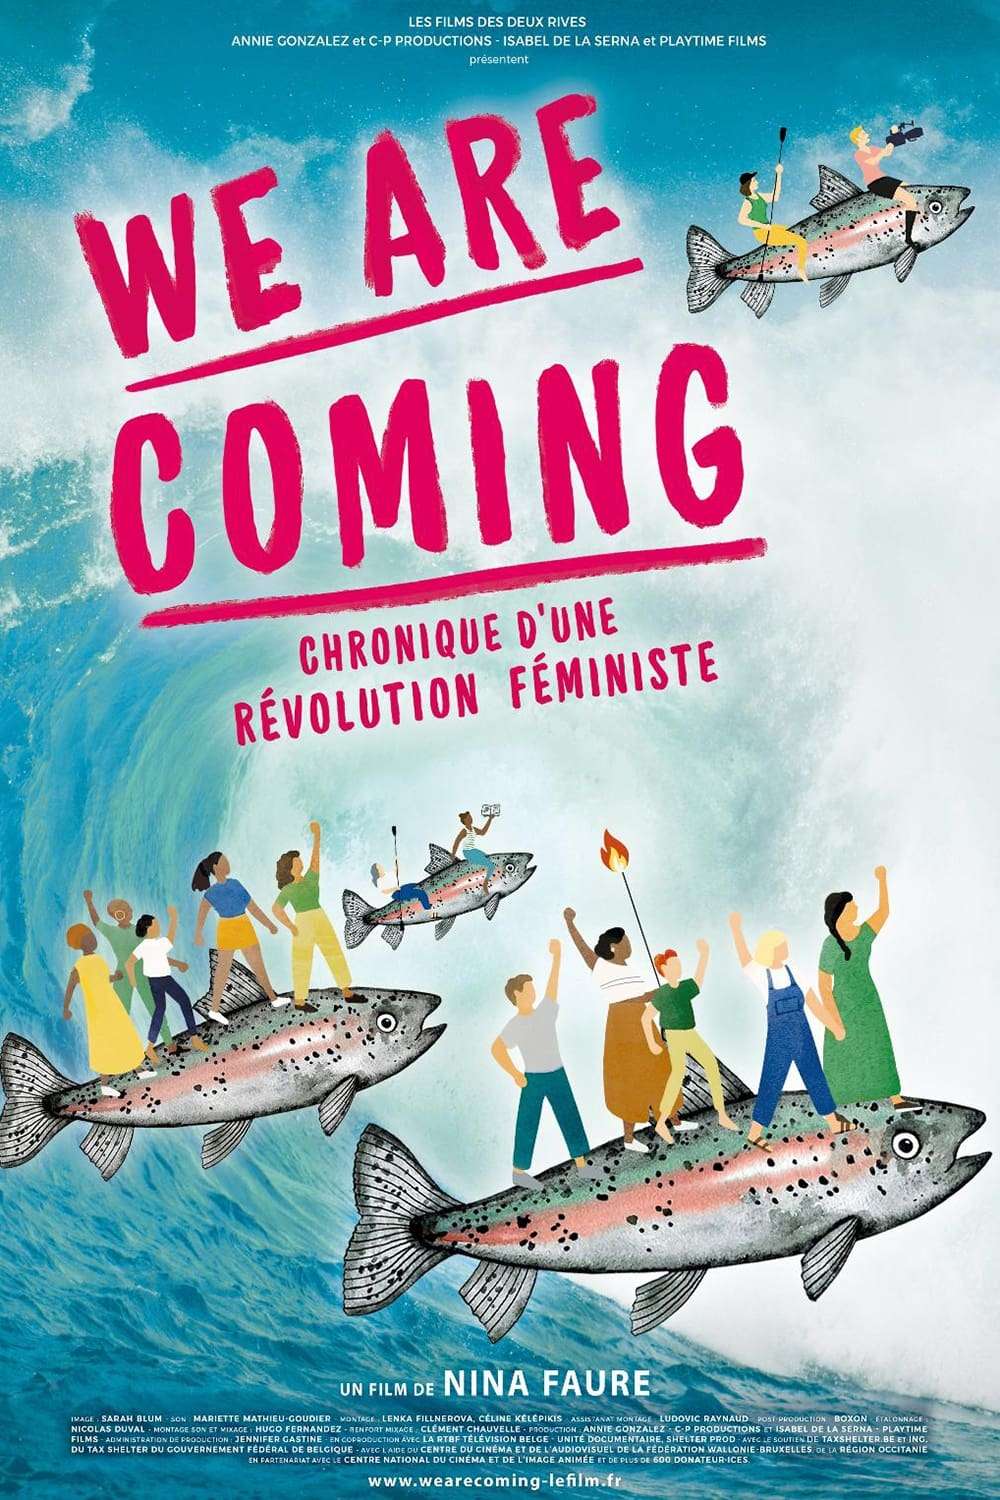 LES FILMS DES DEUX RIVES
ANNIE GONZALEZ et C-P PRODUCTIONS - ISABEL DE LA SERNA et PLAYTIME FILMS
présentent
WE ARE
COMING
CHRONIQUE D'UNE
RÉVOLUTION FÉMINISTE
UN FILM DE NINA FAURE
IMAGE : SARAH BLUM - SON : MARIETTE MATHIEU-GOUDIER - MONTAGE : LENKA FILLNEROVA, CÉLINE KÉLÉPIKIS - ASSISTANAT MONTAGE : LUDOVIC RAYNAUD - POST-PRODUCTION : BOXON - ÉTALONNAGE :
NICOLAS DUVAL - MONTAGE SON ET MIXAGE : HUGO FERNANDEZ - RENFORT MIXAGE : CLÉMENT CHAUVELLE - PRODUCTION : ANNIE GONZALEZ - C-P PRODUCTIONS ET ISABEL DE LA SERNA - PLAYTIME
FILMS - ADMINISTRATION DE PRODUCTION : JENNIFER GASTINE - EN COPRODUCTION AVEC LA RTBF TÉLÉVISION BELGE - UNITÉ DOCUMENTAIRE, SHELTER PROD - AVEC LE SOUTIEN DE TAXSHELTER.BE ET ING,
DU TAX SHELTER DU GOUVERNEMENT FÉDÉRAL DE BELGIQUE - AVEC L'AIDE DU CENTRE DU CINÉMA ET DE L'AUDIOVISUEL DE LA FÉDÉRATION WALLONIE-BRUXELLES, DE LA RÉGION OCCITANIE
EN PARTENARIAT AVEC LE CENTRE NATIONAL DU CINÉMA ET DE L'IMAGE ANIMÉE ET DE PLUS DE 600 DONATEUR·ICES.
www.wearecoming-lefilm.fr